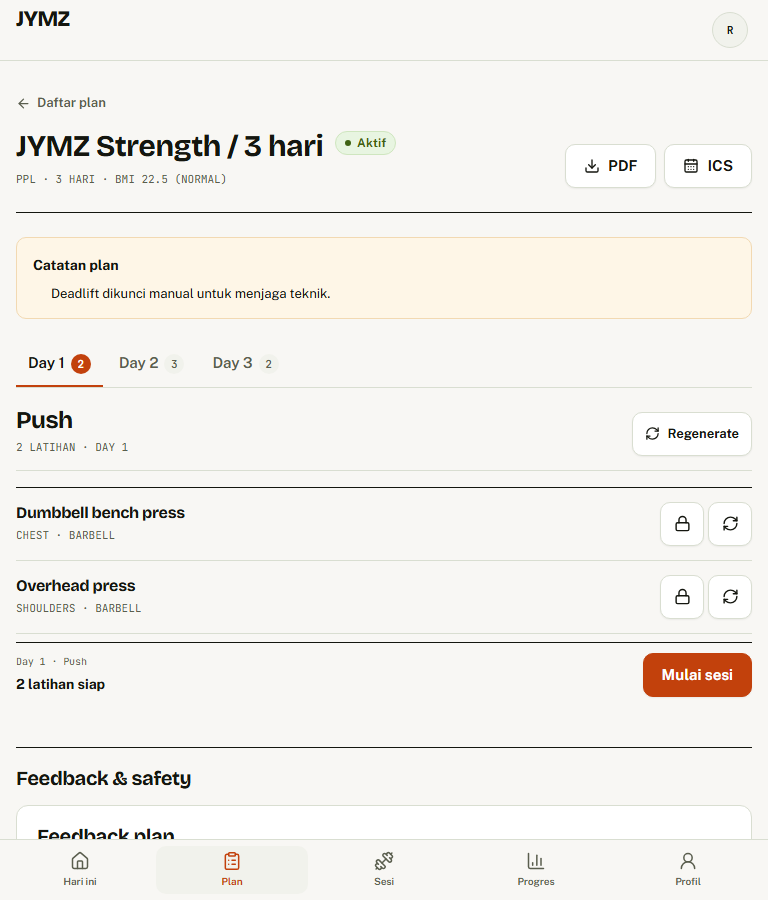 JYMZ
R
Daftar plan
JYMZ Strength / 3 hari
Aktif
PPL · 3 HARI · BMI 22.5 (NORMAL)
PDF
ICS
Catatan plan
Deadlift dikunci manual untuk menjaga teknik.
Day 1 2
Day 2 3
Day 3 2
Push
2 LATIHAN · DAY 1
Regenerate
Dumbbell bench press
CHEST · BARBELL
Overhead press
SHOULDERS · BARBELL
Day 1 · Push
2 latihan siap
Mulai sesi
Feedback & safety
Feedback plan
Hari ini
Plan
Sesi
Progres
Profil